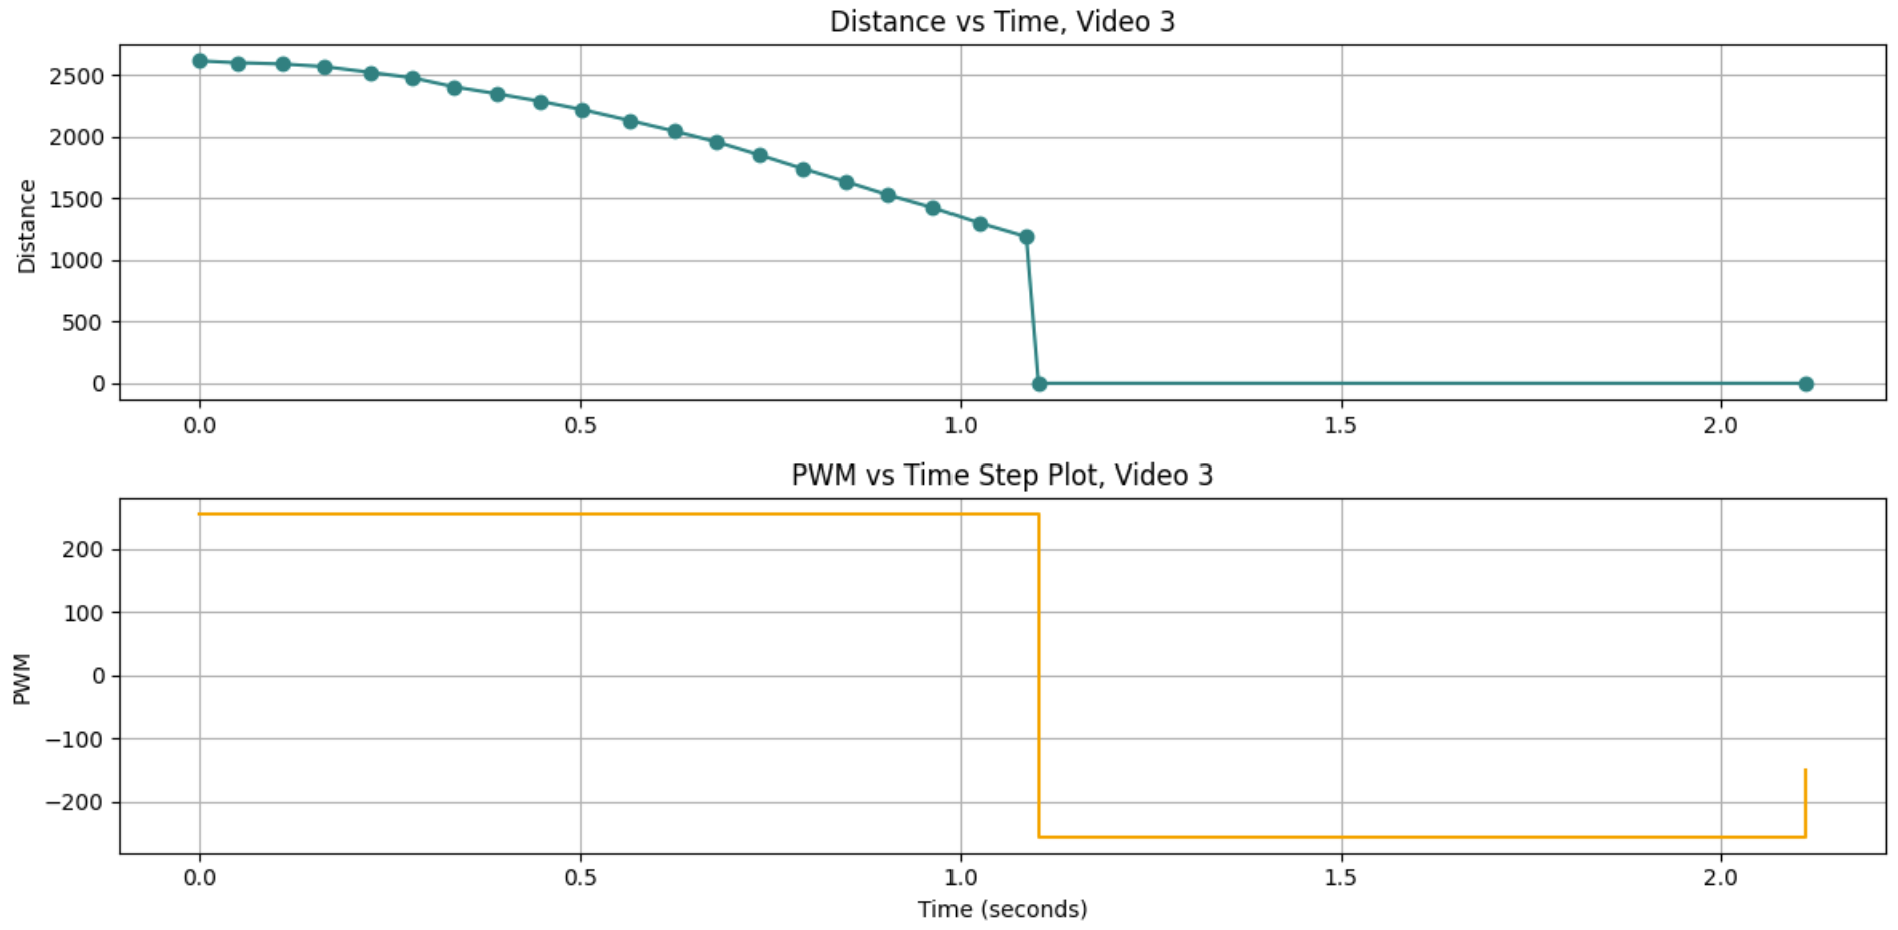 Distance vs Time, Video 3
Distance
2500
2000
1500
1000
500
0
0.0 0.5 1.0 1.5 2.0
PWM vs Time Step Plot, Video 3
PWM
200
100
0
−100
−200
0.0 0.5 1.0 1.5 2.0
Time (seconds)